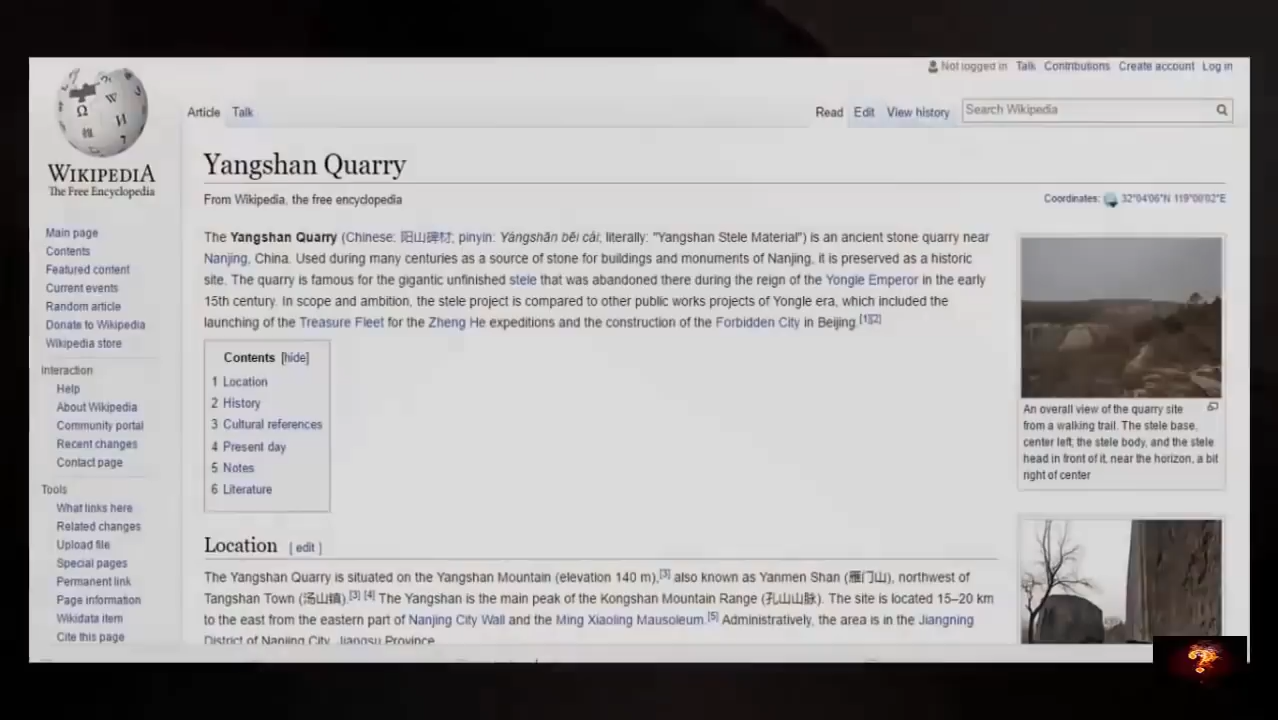 Not logged in Talk Contributions Create account Log in
Article Talk
Read Edit View history
Search Wikipedia
WIKIPEDIA
The Free Encyclopedia
Yangshan Quarry
From Wikipedia, the free encyclopedia
Coordinates: 32°04′06″N 119°00′02″E
Main page
Contents
Featured content
Current events
Random article
Donate to Wikipedia
Wikipedia store
Interaction
Help
About Wikipedia
Community portal
Recent changes
Contact page
Tools
What links here
Related changes
Upload file
Special pages
Permanent link
Page information
Wikidata item
Cite this page
The Yangshan Quarry (Chinese: 阳山碑材; pinyin: Yángshān bēi cái, literally: "Yangshan Stele Material") is an ancient stone quarry near
Nanjing, China. Used during many centuries as a source of stone for buildings and monuments of Nanjing, it is preserved as a historic
site. The quarry is famous for the gigantic unfinished stele that was abandoned there during the reign of the Yongle Emperor in the early
15th century. In scope and ambition, the stele project is compared to other public works projects of Yongle era, which included the
launching of the Treasure Fleet for the Zheng He expeditions and the construction of the Forbidden City in Beijing.[1][2]
Contents [hide]
1 Location
2 History
3 Cultural references
4 Present day
5 Notes
6 Literature
An overall view of the quarry site
from a walking trail. The stele base,
center left; the stele body, and the stele
head in front of it, near the horizon, a bit
right of center
Location [ edit ]
The Yangshan Quarry is situated on the Yangshan Mountain (elevation 140 m),[3] also known as Yanmen Shan (雁门山), northwest of
Tangshan Town (汤山镇).[3] [4] The Yangshan is the main peak of the Kongshan Mountain Range (孔山山脉). The site is located 15–20 km
to the east from the eastern part of Nanjing City Wall and the Ming Xiaoling Mausoleum.[5] Administratively, the area is in the Jiangning
District of Nanjing City, Jiangsu Province.
?